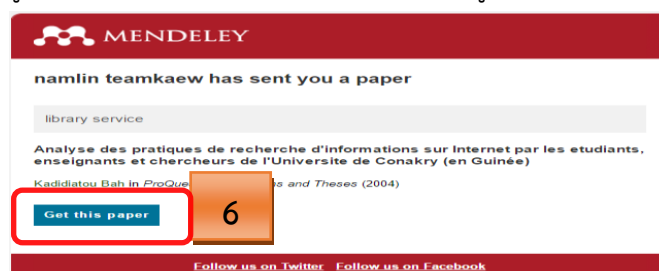 MENDELEY
namlin teamkaew has sent you a paper
library service
Analyse des pratiques de recherche d'informations sur Internet par les etudiants,
enseignants et chercheurs de l'Universite de Conakry (en Guinée)
Kadidiatou Bah in ProQue and Theses (2004)
Get this paper
6
Follow us on Twitter Follow us on Facebook